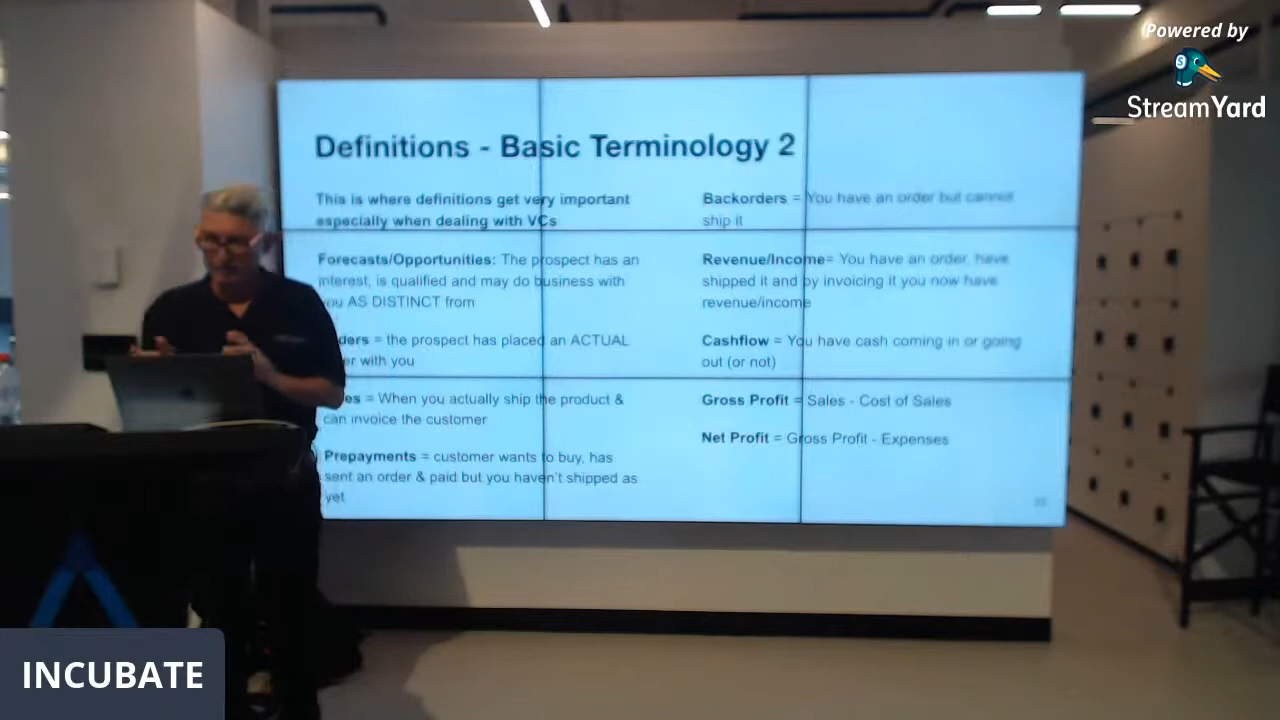 Powered by
StreamYard
Definitions - Basic Terminology 2
This is where definitions get very important
especially when dealing with VCs
Forecasts/Opportunities: The prospect has an
interest, is qualified and may do business with
you AS DISTINCT from
ders = the prospect has placed an ACTUAL
er with you
es = When you actually ship the product &
can invoice the customer
Prepayments = customer wants to buy, has
sent an order & paid but you haven't shipped as
yet
Backorders = You have an order but cannot
ship it
Revenue/Income= You have an order, have
shipped it and by invoicing it you now have
revenue/income
Cashflow = You have cash coming in or going
out (or not)
Gross Profit = Sales - Cost of Sales
Net Profit = Gross Profit - Expenses
INCUBATE